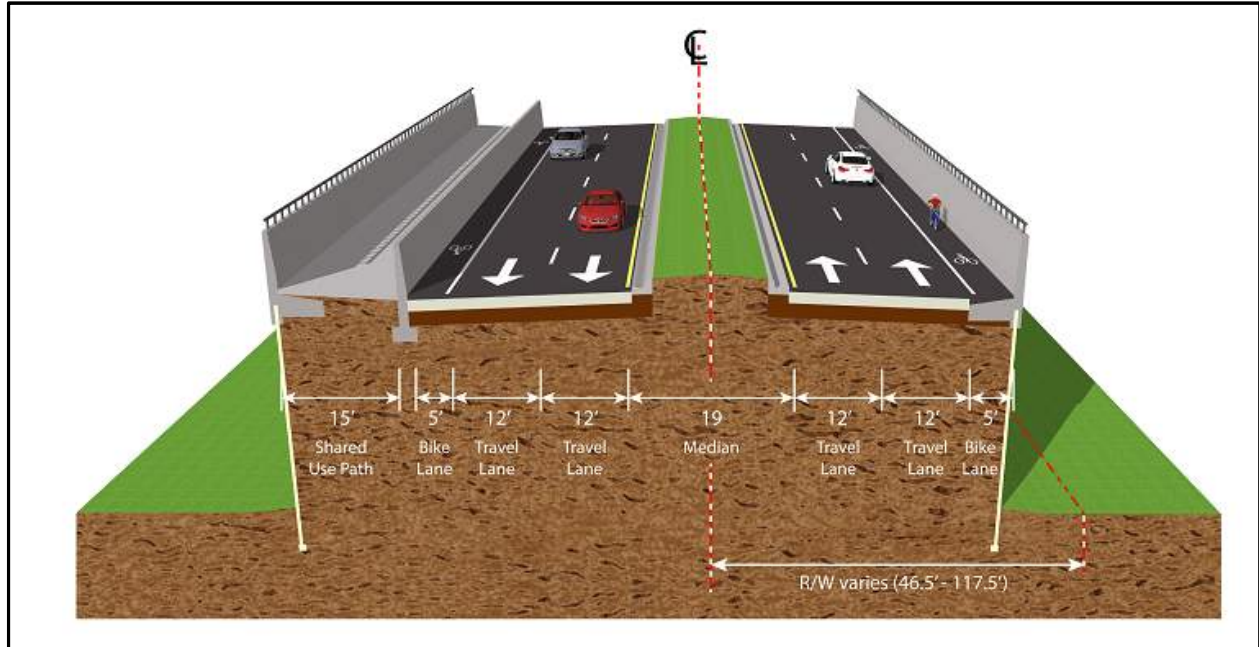 ℄
15’ 5’ 12’ 12’ 19 12’ 12’ 5’
Shared Bike Travel Travel Median Travel Travel Bike
Use Path Lane Lane Lane Lane Lane Lane
R/W varies (46.5’ - 117.5’)